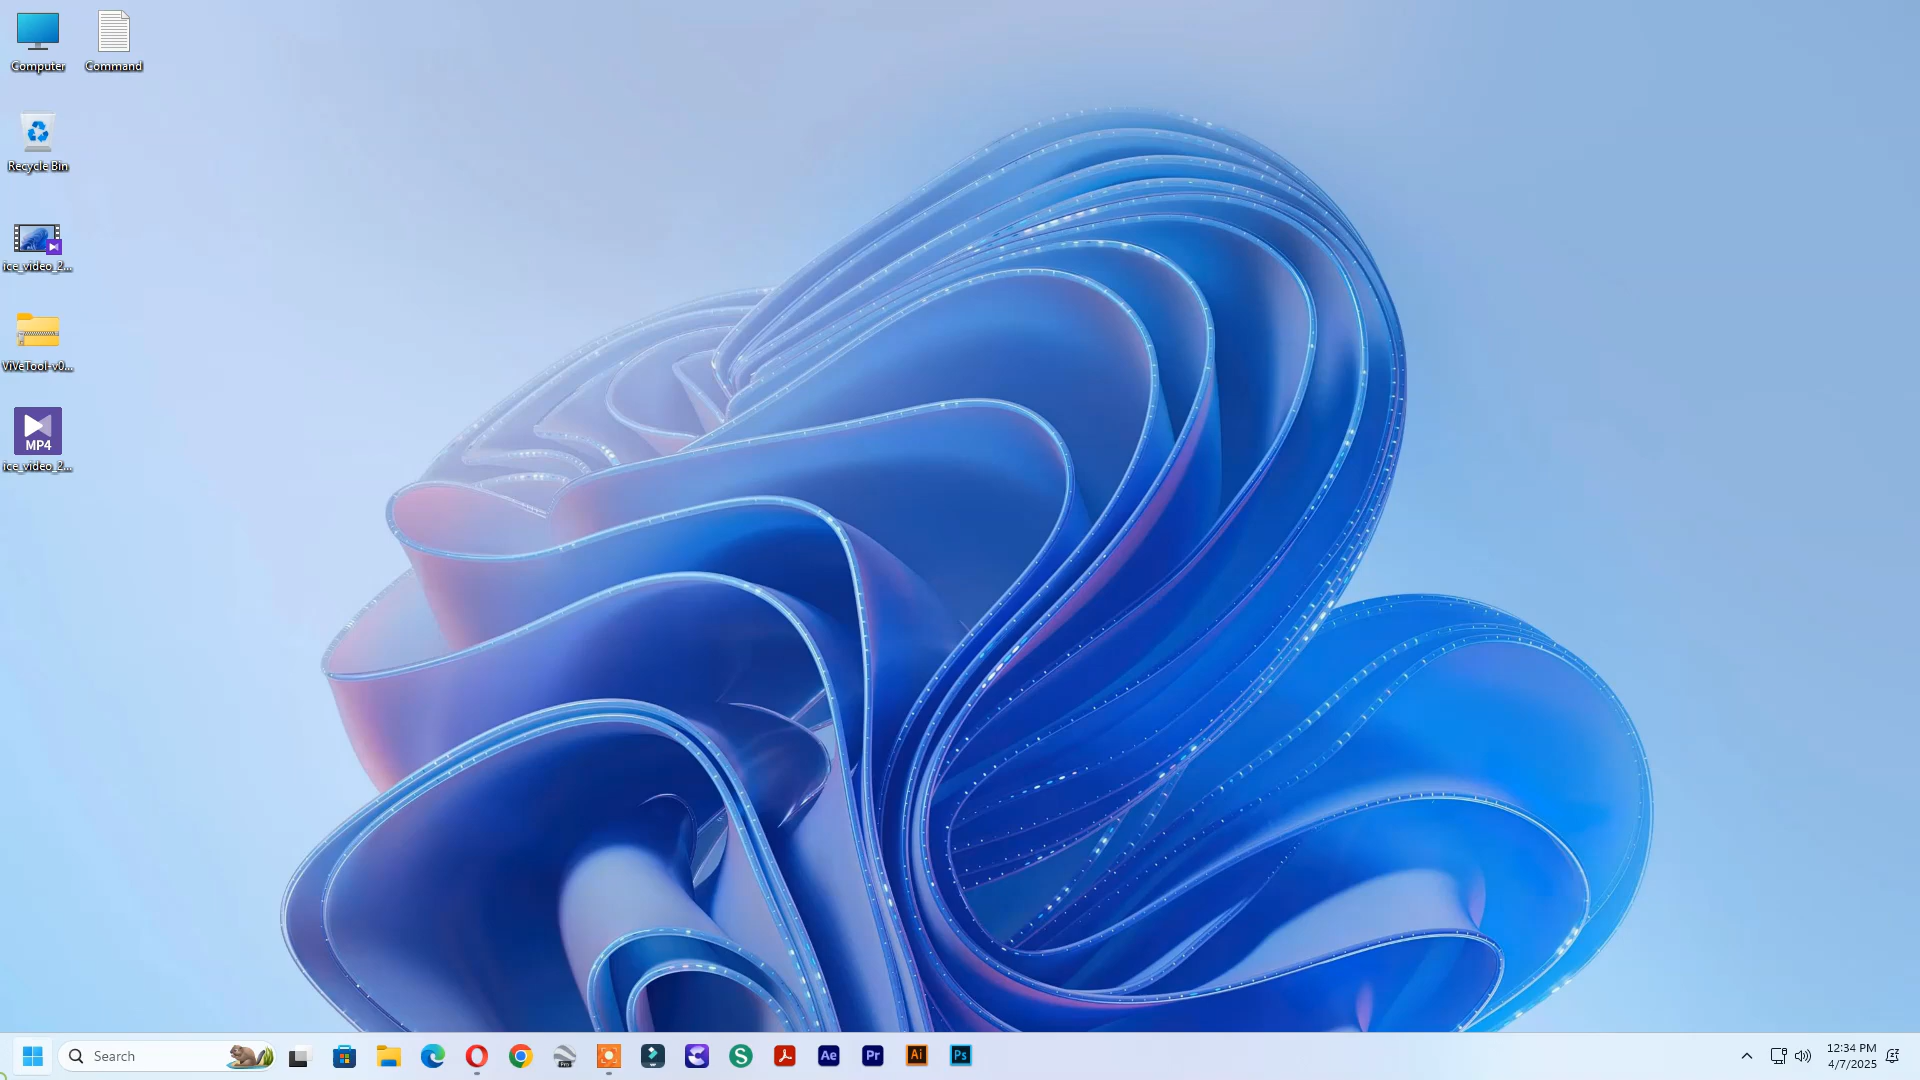 Computer
Command
Recycle Bin
ice_video_2...
ViVeTool-v0...
MP4
ice_video_2...
Search
Pro
S
Ae
Pr
Ai
Ps
12:34 PM
4/7/2025